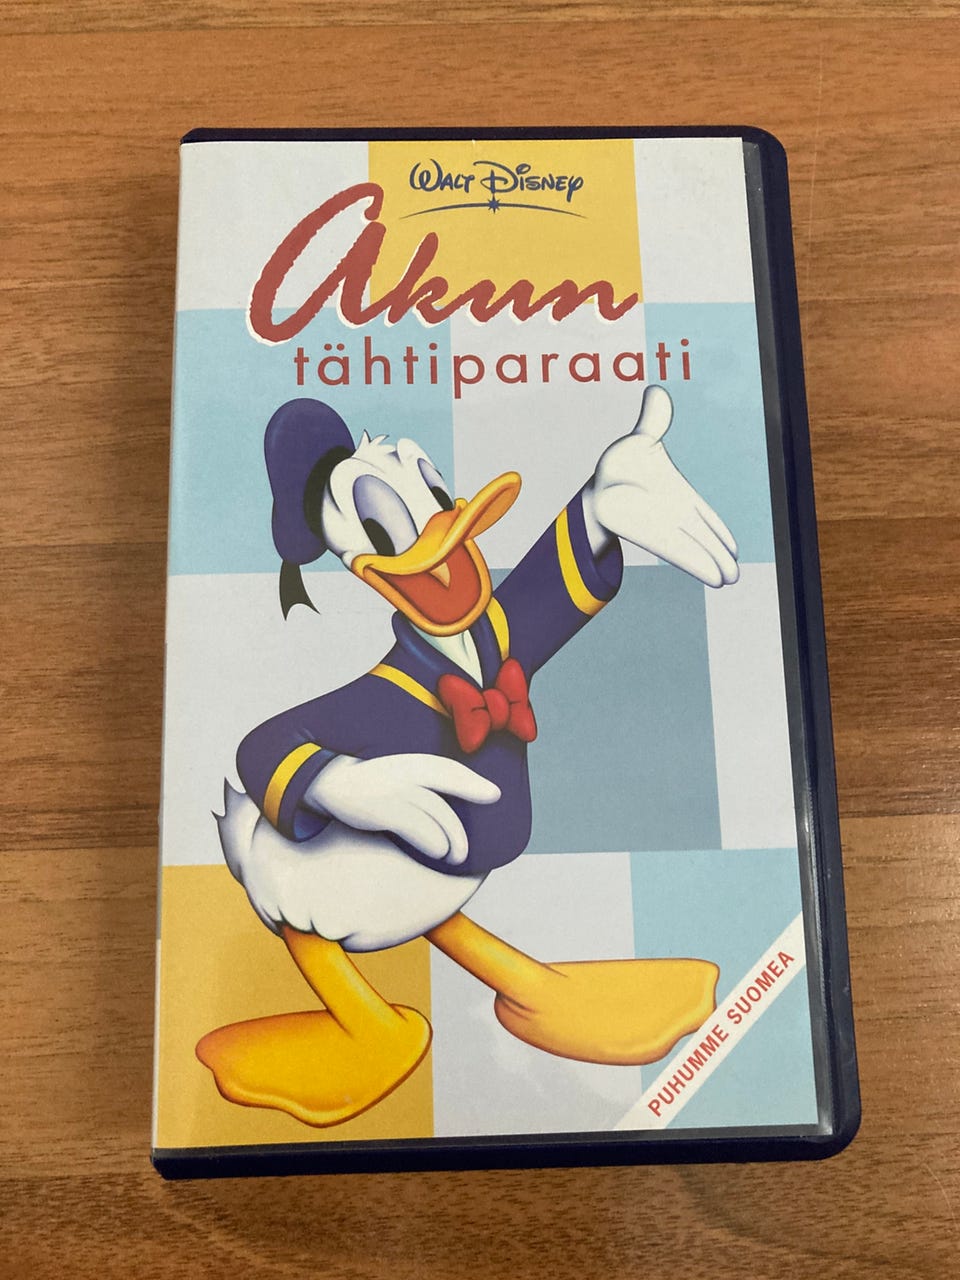 Walt Disney
Akun
tähtiparaati
PUHUMME SUOMEA